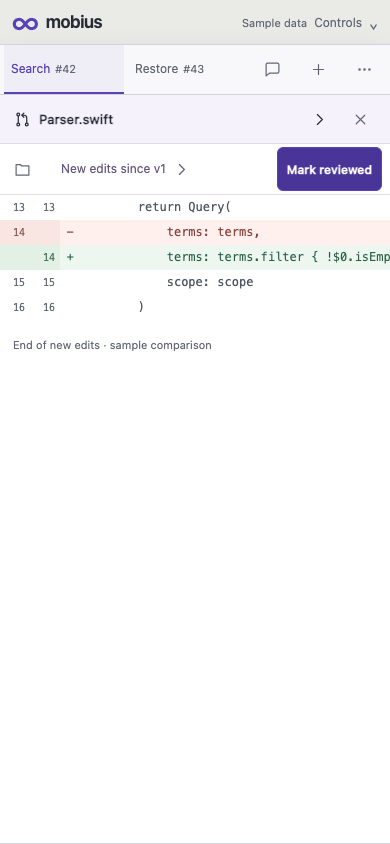 mobius Sample data Controls
Search #42 Restore #43
Parser.swift
New edits since v1 Mark reviewed
13 13 return Query(
14 - terms: terms,
14 + terms: terms.filter { !$0.isEmp
15 15 scope: scope
16 16 )
End of new edits · sample comparison